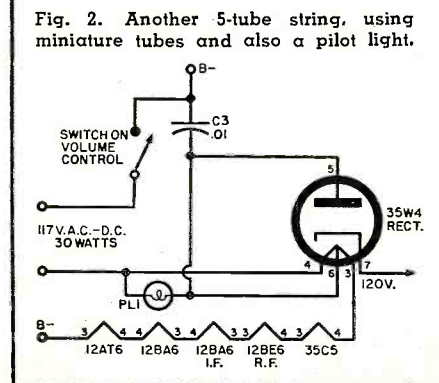 Fig. 2. Another 5-tube string, using
miniature tubes and also a pilot light.
B-
C3
.01
SWITCH ON
VOLUME
CONTROL
5
35W4
RECT.
117 V.A.C.-D.C.
30 WATTS
4 6 3 7
120V.
PL1
B-
3 4 4 3 4 3 3 4 3 4
12AT6 12BA6 12BA6 12BE6 35C5
I.F. R.F.